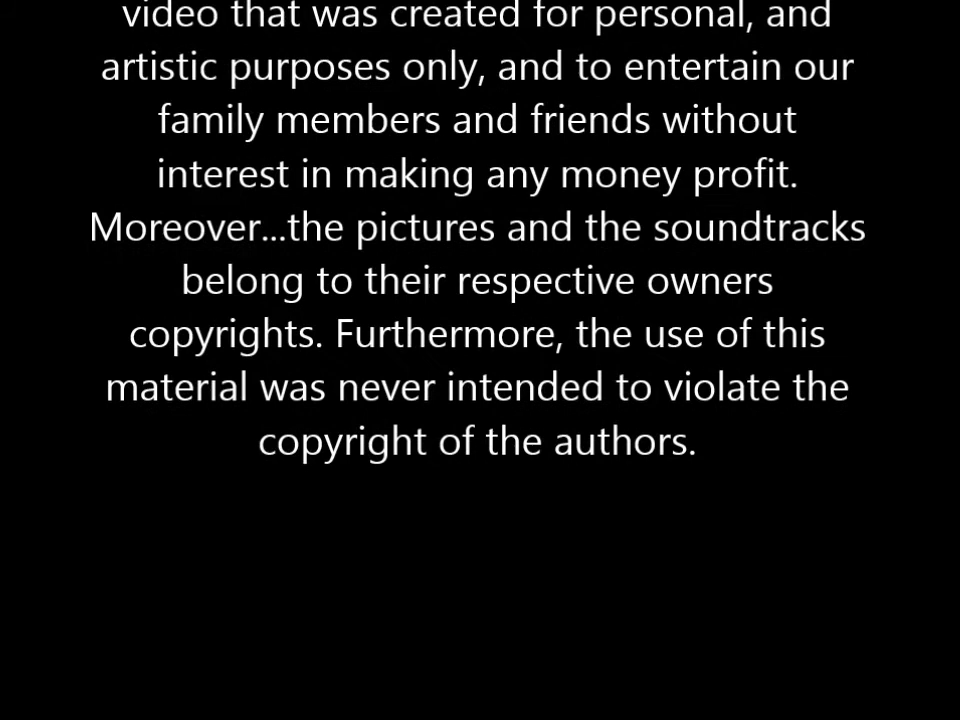 video that was created for personal, and
artistic purposes only, and to entertain our
family members and friends without
interest in making any money profit.
Moreover...the pictures and the soundtracks
belong to their respective owners
copyrights. Furthermore, the use of this
material was never intended to violate the
copyright of the authors.